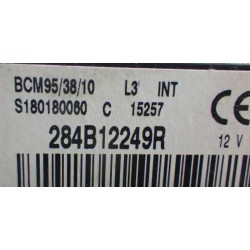 BCM95/38/10 L3 INT
S180180060 C 15257
284B12249R
CE
12 V